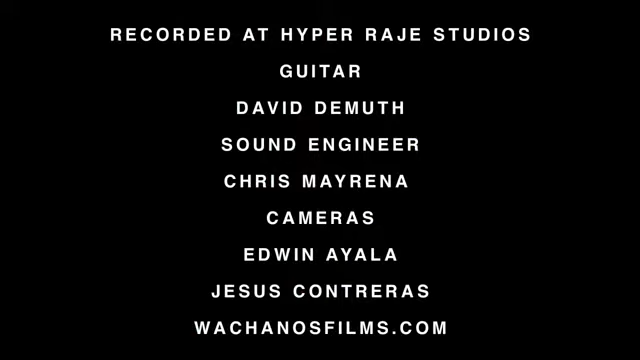 RECORDED AT HYPER RAJE STUDIOS
GUITAR
DAVID DEMUTH
SOUND ENGINEER
CHRIS MAYRENA
CAMERAS
EDWIN AYALA
JESUS CONTRERAS
WACHANOSFILMS.COM